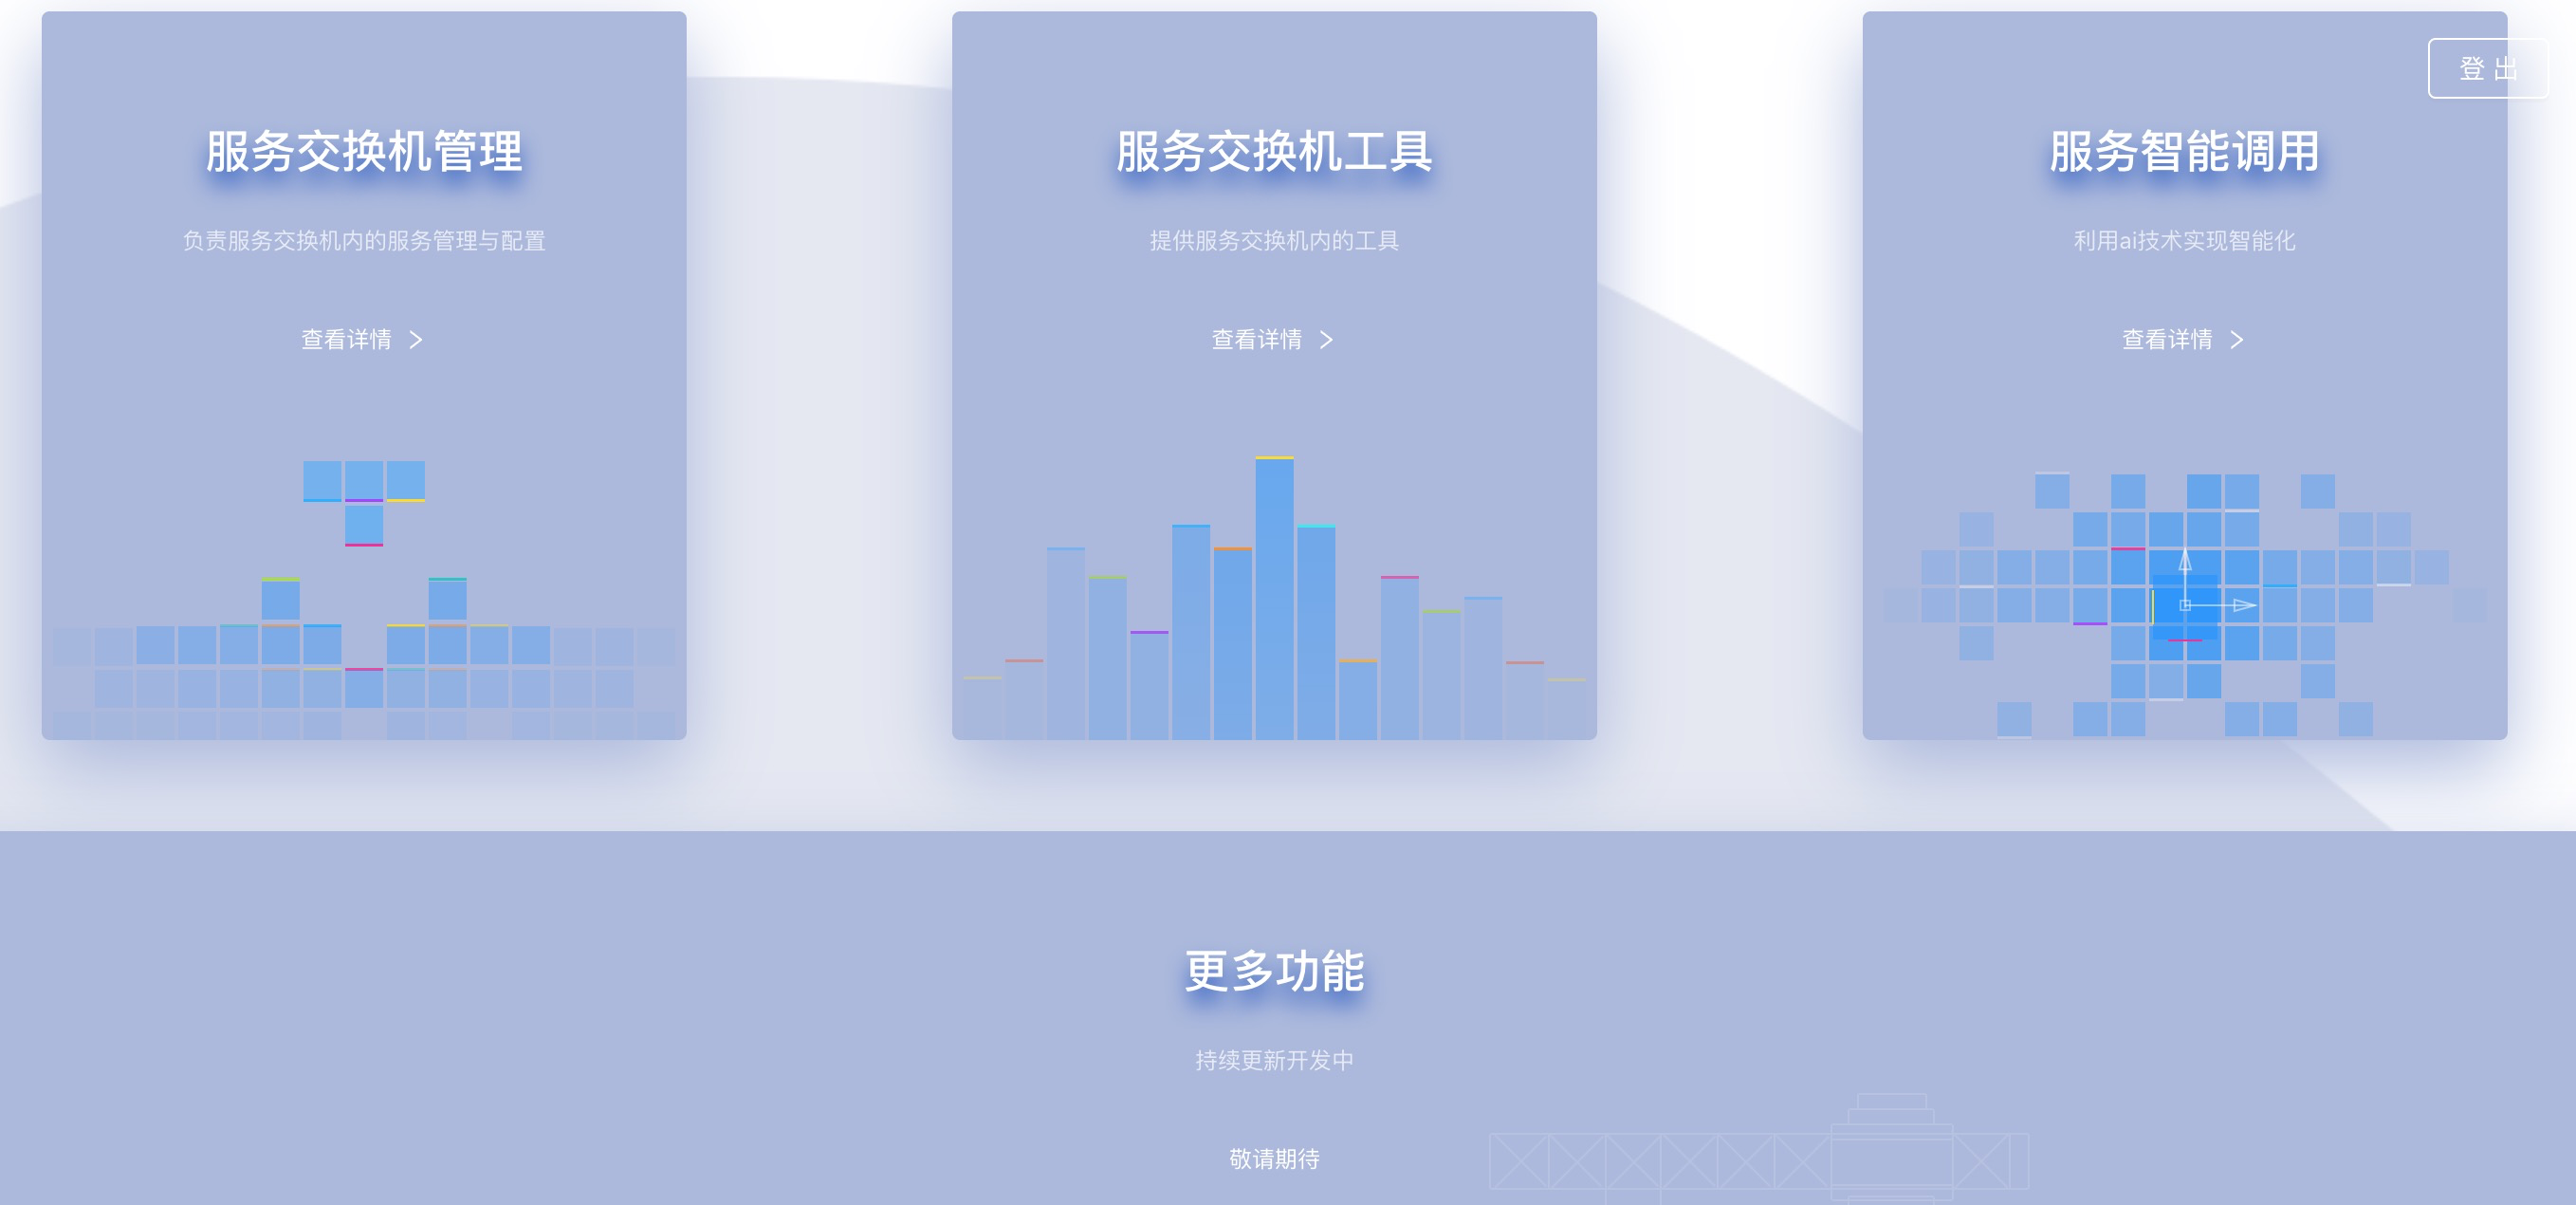 登出
服务交换机管理
负责服务交换机内的服务管理与配置
查看详情
服务交换机工具
提供服务交换机内的工具
查看详情
服务智能调用
利用ai技术实现智能化
查看详情
更多功能
持续更新开发中
敬请期待